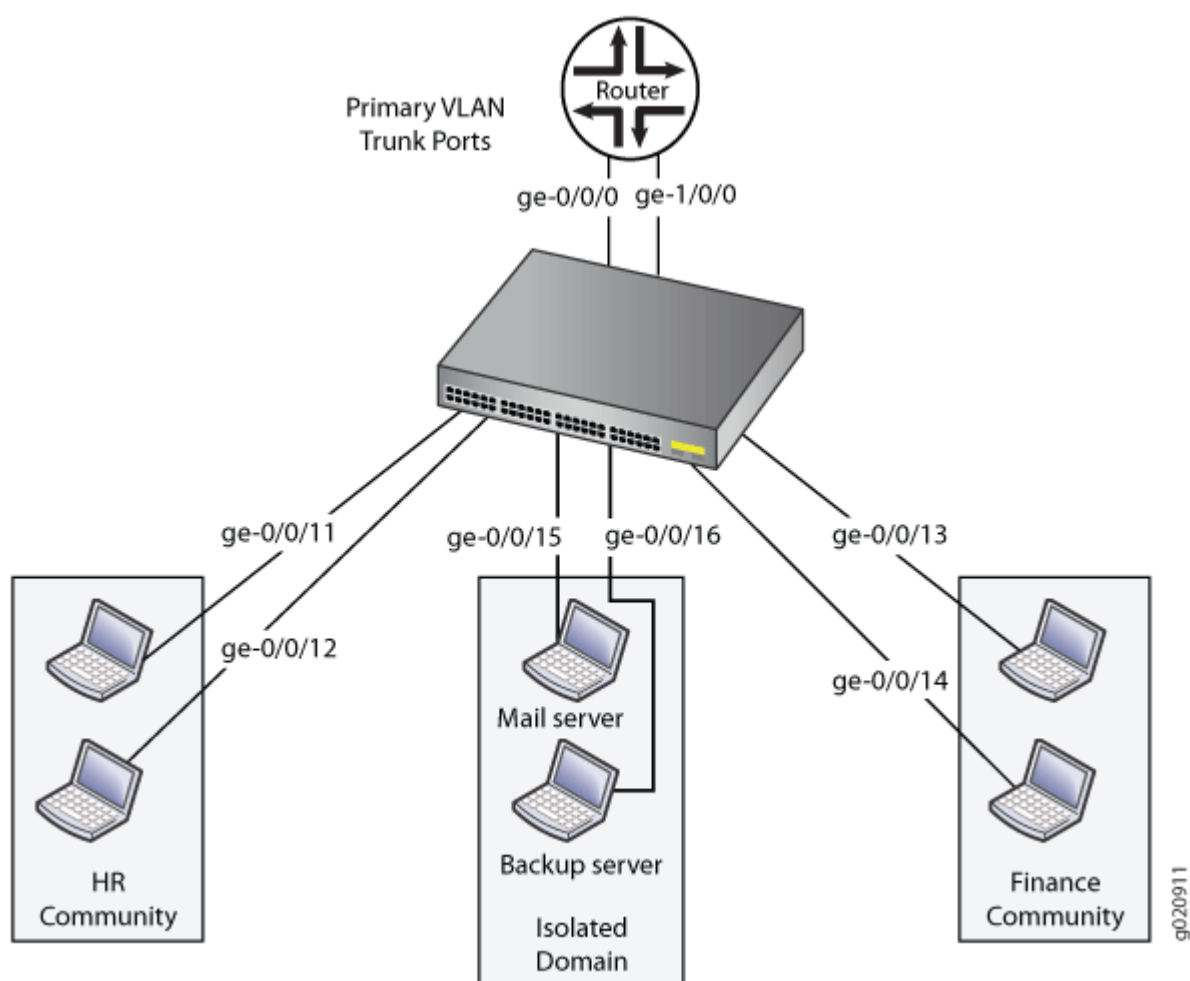 Router
Primary VLAN
Trunk Ports
ge-0/0/0 ge-1/0/0
ge-0/0/11
ge-0/0/15
ge-0/0/16
ge-0/0/13
ge-0/0/12
ge-0/0/14
Mail server
Backup server
HR
Community
Isolated
Domain
Finance
Community
g020911